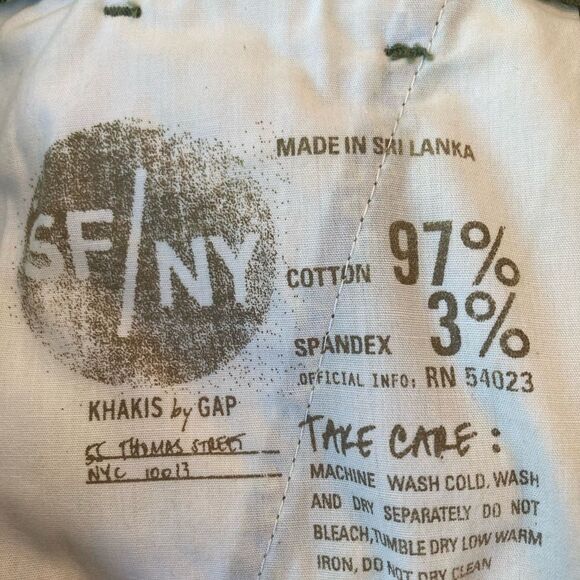 MADE IN SRI LANKA
SF/NY
COTTON 97%
SPANDEX 3%
OFFICIAL INFO: RN 54023
KHAKIS by GAP
55 THOMAS STREET
NYC 10013
TAKE CARE:
MACHINE WASH COLD. WASH
AND DRY SEPARATELY DO NOT
BLEACH, TUMBLE DRY LOW WARM
IRON, DO NOT DRY CLEAN